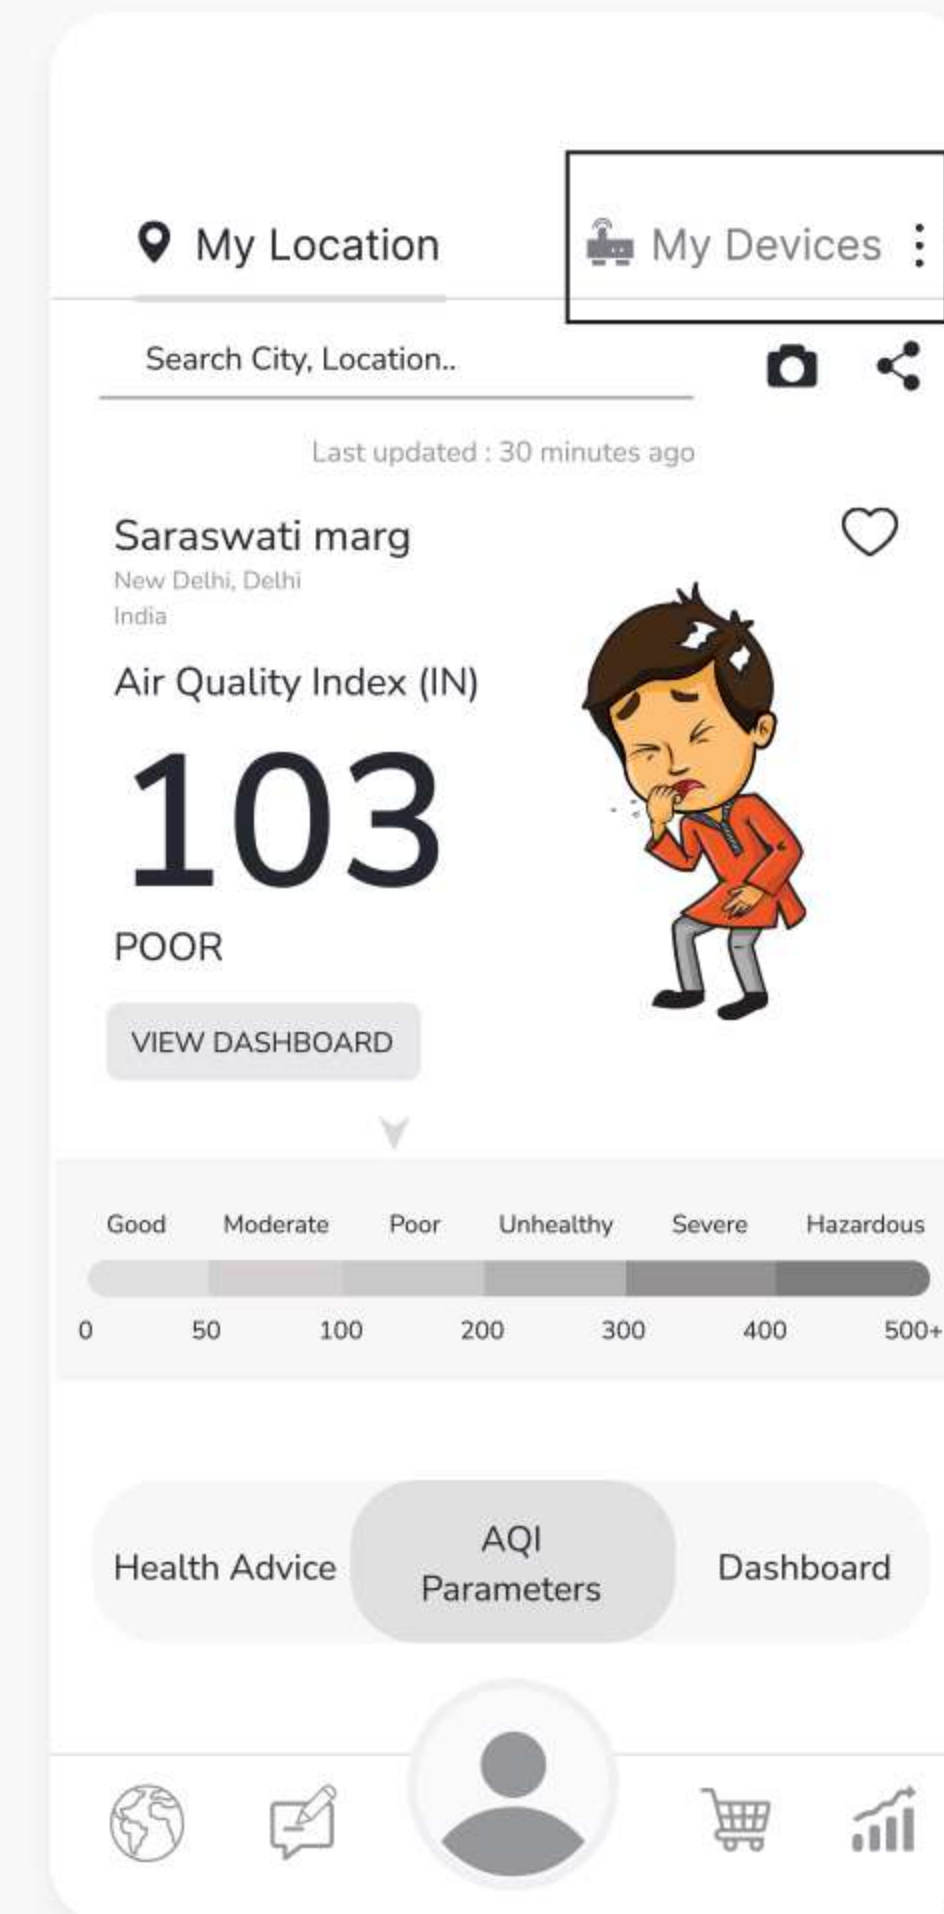 My Location
My Devices
Search City, Location..
Last updated : 30 minutes ago
Saraswati marg
New Delhi, Delhi
India
Air Quality Index (IN)
103
POOR
VIEW DASHBOARD
Good Moderate Poor Unhealthy Severe Hazardous
0 50 100 200 300 400 500+
Health Advice
AQI
Parameters
Dashboard